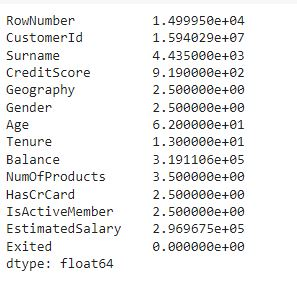 RowNumber 1.499950e+04
CustomerId 1.594029e+07
Surname 4.435000e+03
CreditScore 9.190000e+02
Geography 2.500000e+00
Gender 2.500000e+00
Age 6.200000e+01
Tenure 1.300000e+01
Balance 3.191106e+05
NumOfProducts 3.500000e+00
HasCrCard 2.500000e+00
IsActiveMember 2.500000e+00
EstimatedSalary 2.969675e+05
Exited 0.000000e+00
dtype: float64